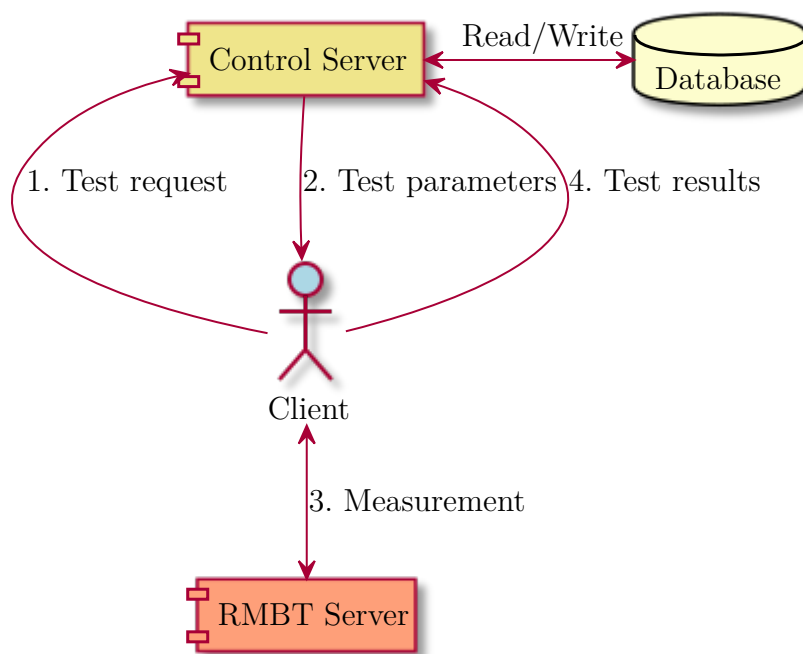 Read/Write
Control Server
Database
1. Test request
2. Test parameters
4. Test results
Client
3. Measurement
RMBT Server